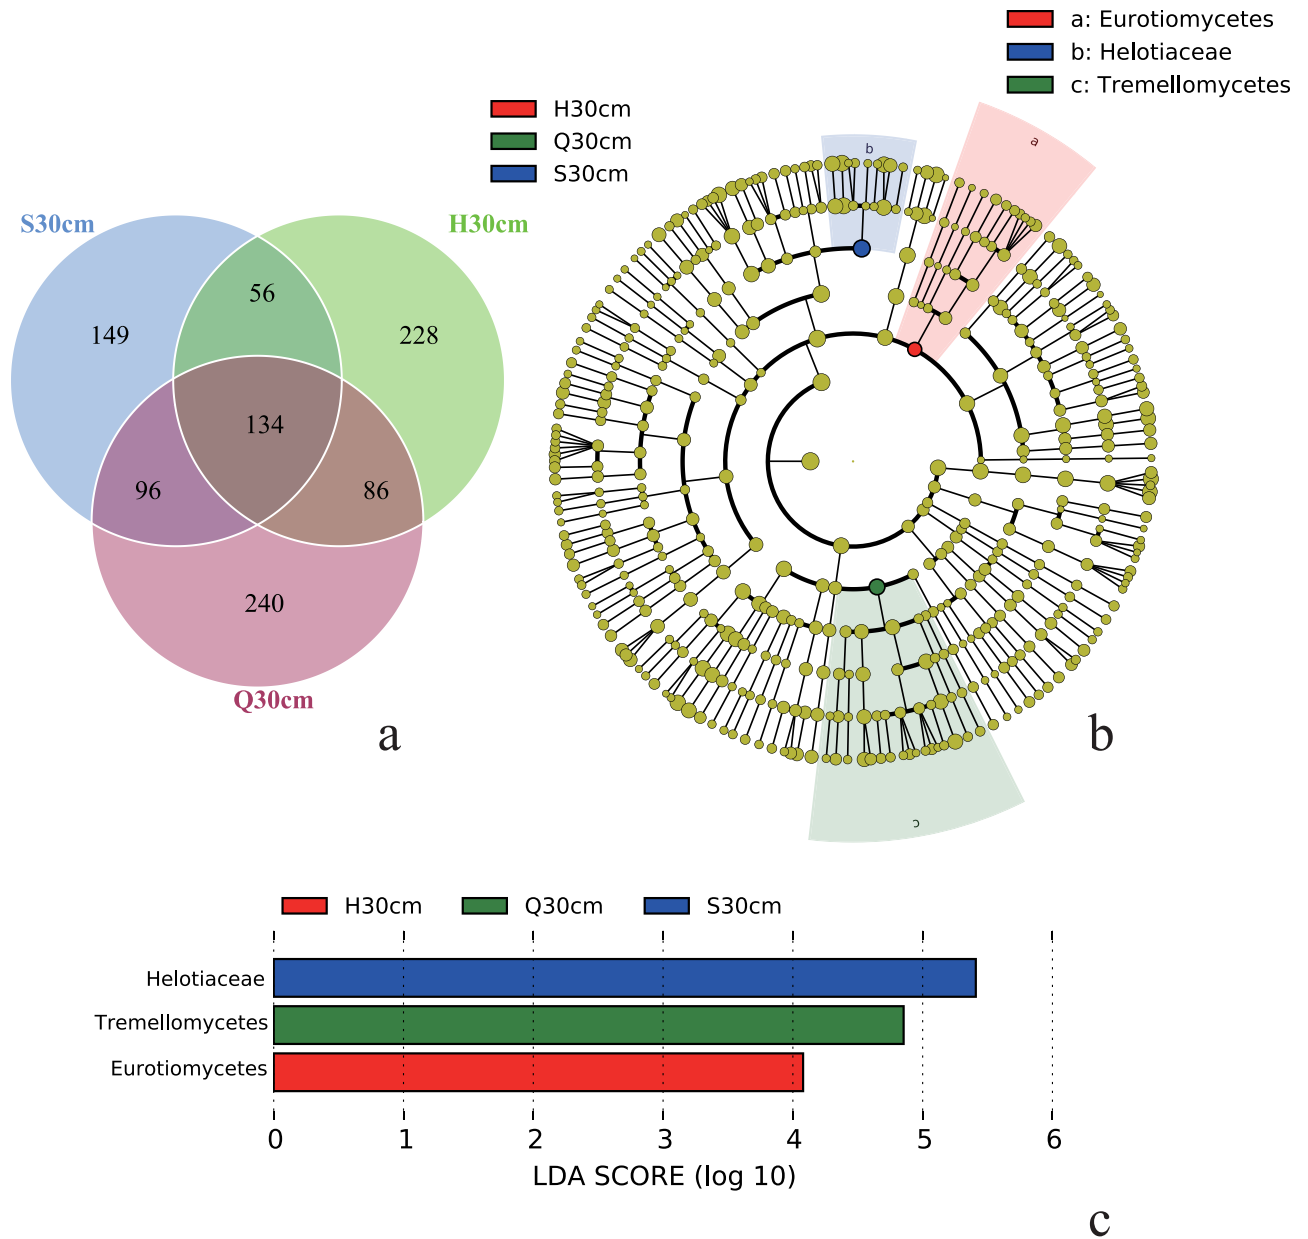 a: Eurotiomycetes
b: Helotiaceae
c: Tremellomycetes
H30cm
Q30cm
S30cm
S30cm
H30cm
56
149
228
134
96
86
240
Q30cm
a
b
a
c
b
H30cm Q30cm S30cm
Helotiaceae
Tremellomycetes
Eurotiomycetes
0 1 2 3 4 5 6
LDA SCORE (log 10)
c